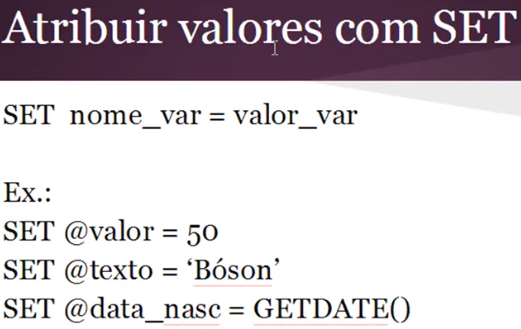 Atribuir valores com SET
SET nome_var = valor_var
Ex.:
SET @valor = 50
SET @texto = ‘Bóson’
SET @data_nasc = GETDATE()